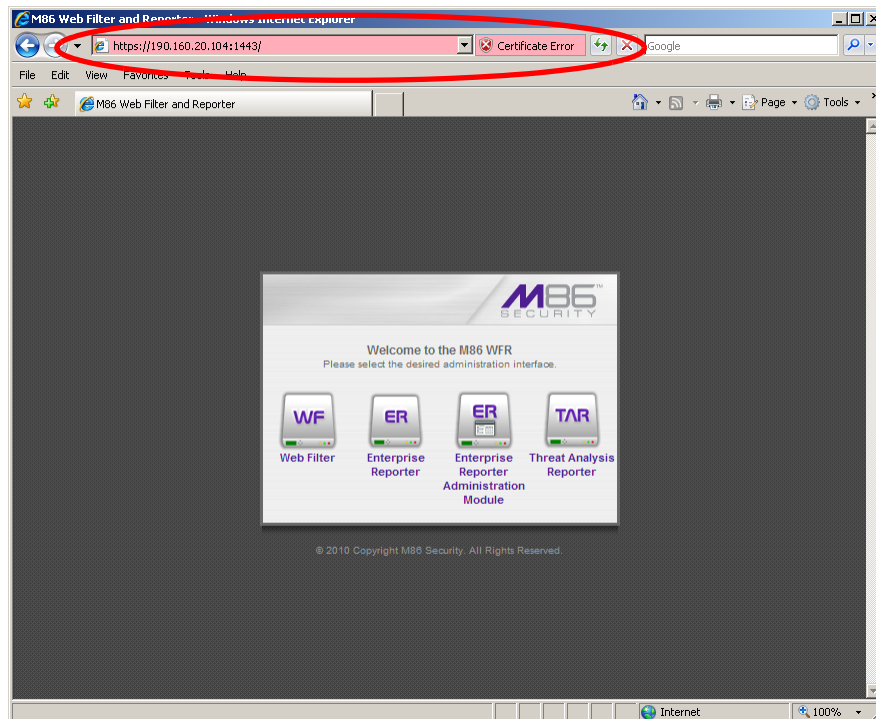 M86 Web Filter and Reporter - Windows Internet Explorer
https://190.160.20.104:1443/
Certificate Error
Google
File Edit View Favorites Tools Help
M86 Web Filter and Reporter
Page
Tools
M86™
SECURITY
Welcome to the M86 WFR
Please select the desired administration interface.
WF
ER
ER
TAR
Web Filter
Enterprise
Reporter
Enterprise
Reporter
Administration
Module
Threat Analysis
Reporter
© 2010 Copyright M86 Security. All Rights Reserved.
Internet
100%